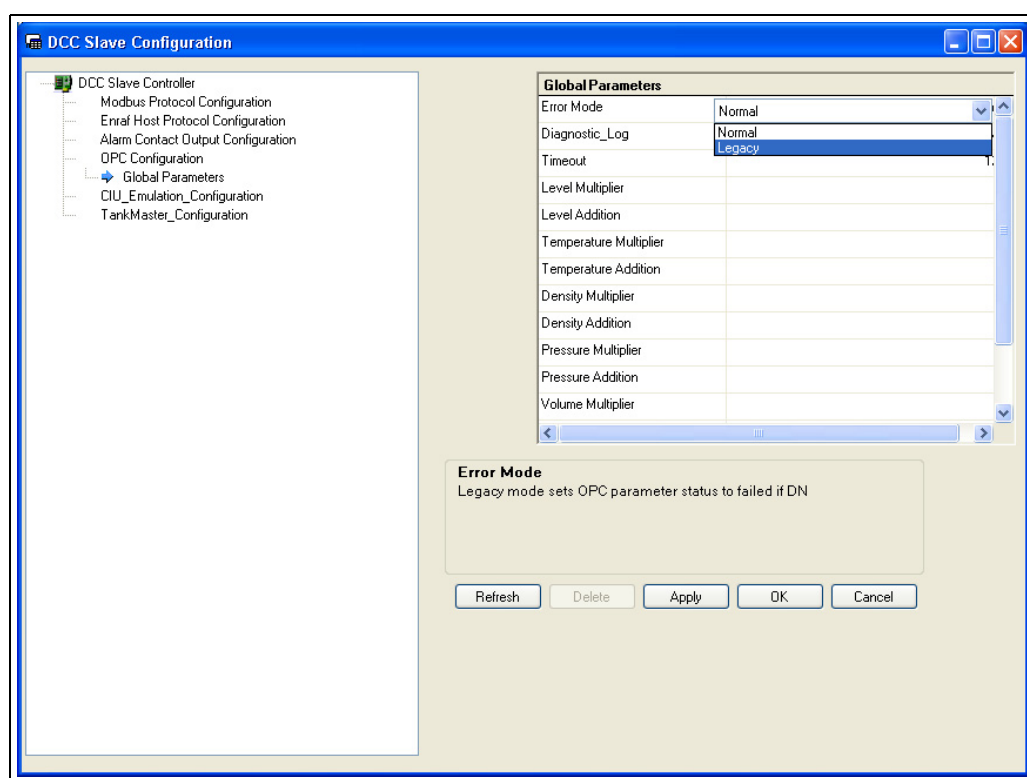 DCC Slave Configuration
DCC Slave Controller
Modbus Protocol Configuration
Enraf Host Protocol Configuration
Alarm Contact Output Configuration
OPC Configuration
Global Parameters
CIU_Emulation_Configuration
TankMaster_Configuration
Global Parameters
Error Mode Normal
Normal
Diagnostic_Log
Legacy
Timeout 1.
Level Multiplier
Level Addition
Temperature Multiplier
Temperature Addition
Density Multiplier
Density Addition
Pressure Multiplier
Pressure Addition
Volume Multiplier
Error Mode
Legacy mode sets OPC parameter status to failed if DN
Refresh Delete Apply OK Cancel